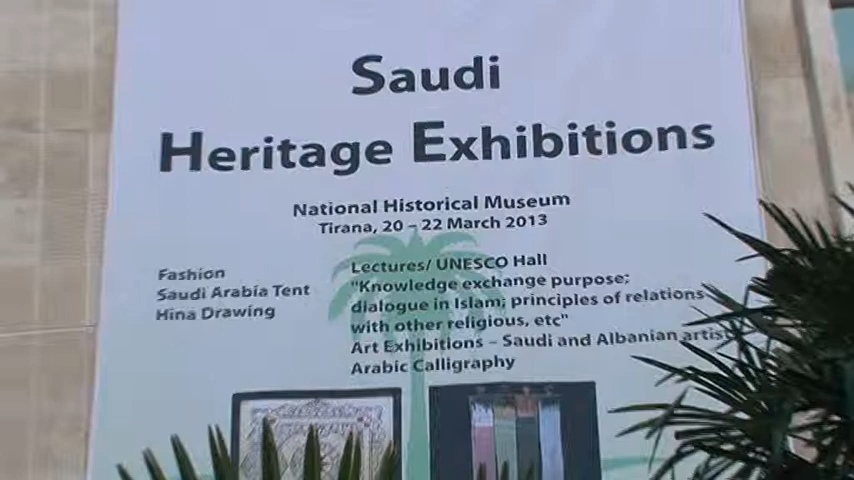 Saudi
Heritage Exhibitions
National Historical Museum
Tirana, 20 - 22 March 2013
Fashion
Saudi Arabia Tent
Hina Drawing
Lectures/ UNESCO Hall
"Knowledge exchange purpose;
dialogue in Islam; principles of relations
with other religious, etc"
Art Exhibitions - Saudi and Albanian artist
Arabic Calligraphy